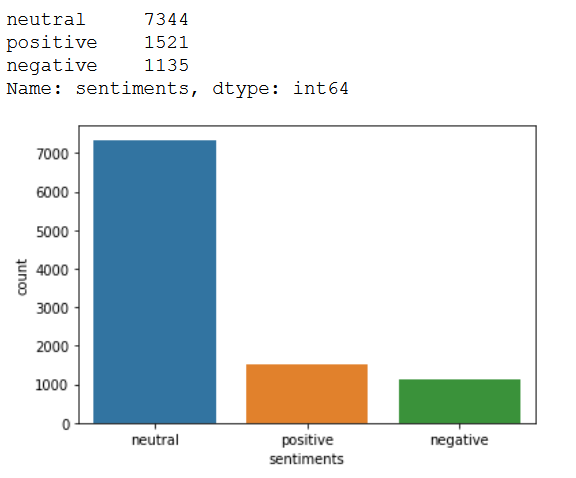 neutral 7344
positive 1521
negative 1135
Name: sentiments, dtype: int64
7000
6000
5000
4000
3000
2000
1000
0
count
neutral positive negative
sentiments